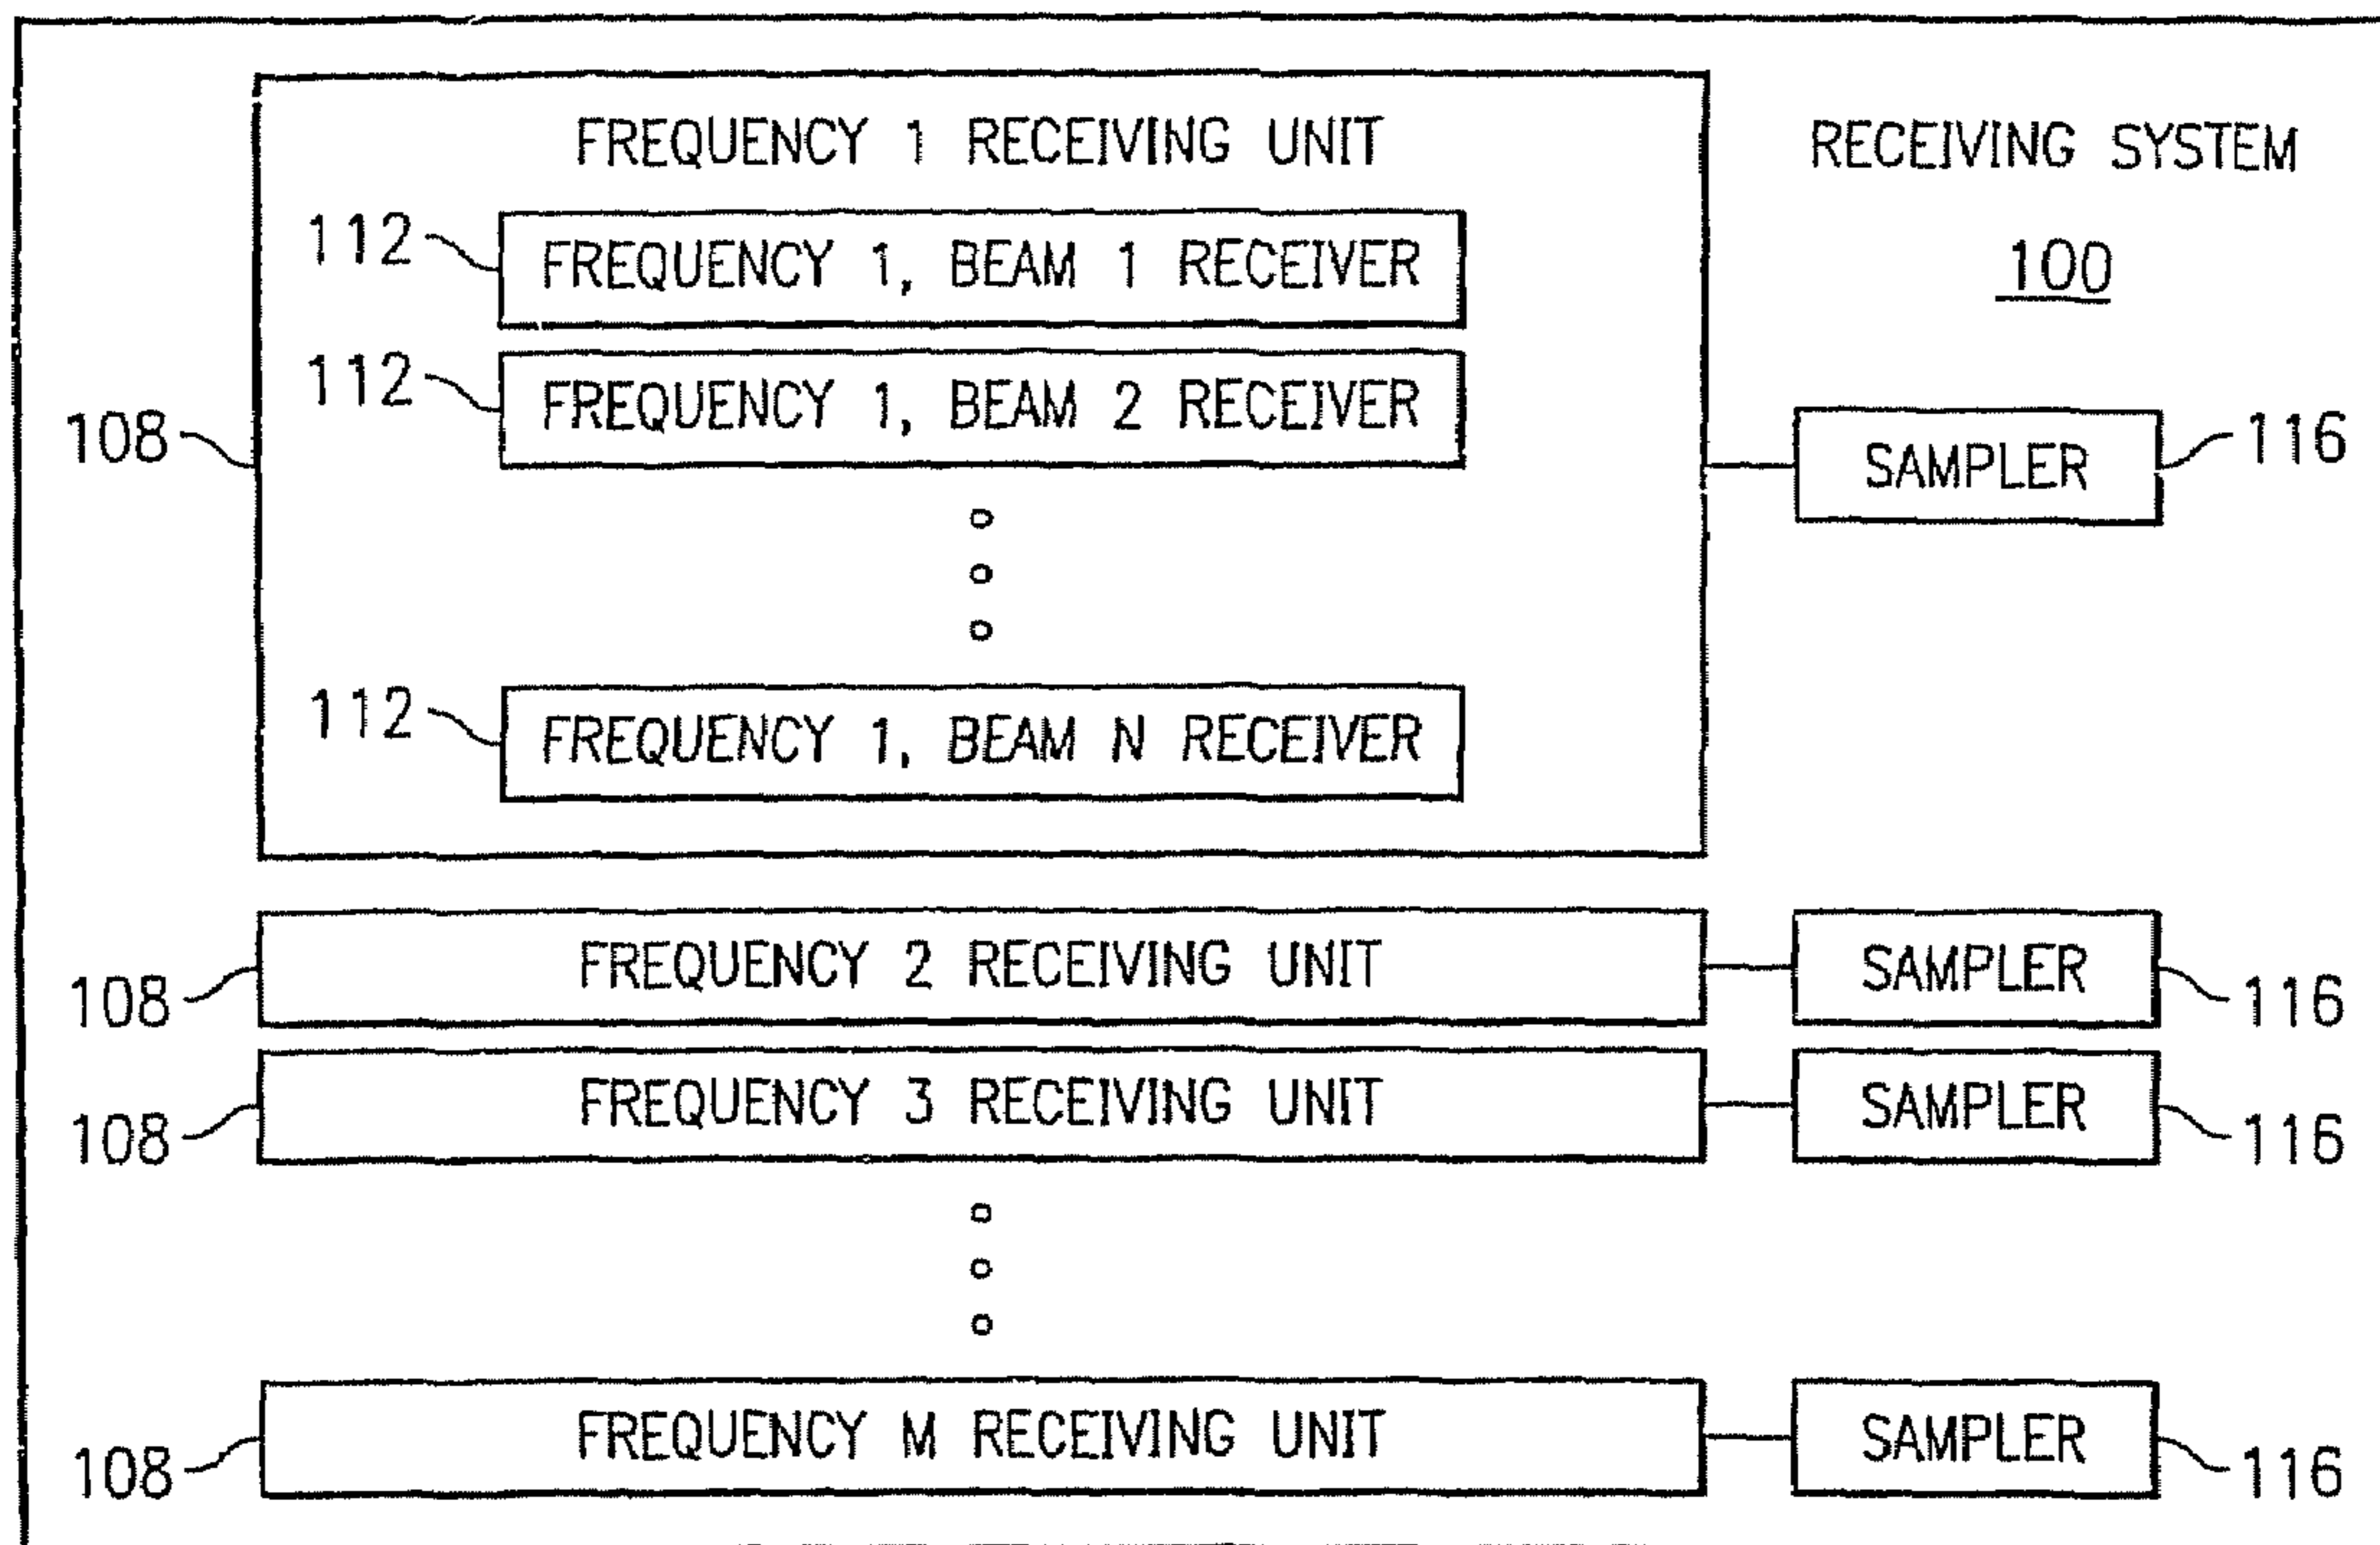 FREQUENCY 1 RECEIVING UNIT
RECEIVING SYSTEM
100
112
FREQUENCY 1, BEAM 1 RECEIVER
112
FREQUENCY 1, BEAM 2 RECEIVER
108
SAMPLER
116
112
FREQUENCY 1, BEAM N RECEIVER
108
FREQUENCY 2 RECEIVING UNIT
SAMPLER
116
108
FREQUENCY 3 RECEIVING UNIT
SAMPLER
116
108
FREQUENCY M RECEIVING UNIT
SAMPLER
116